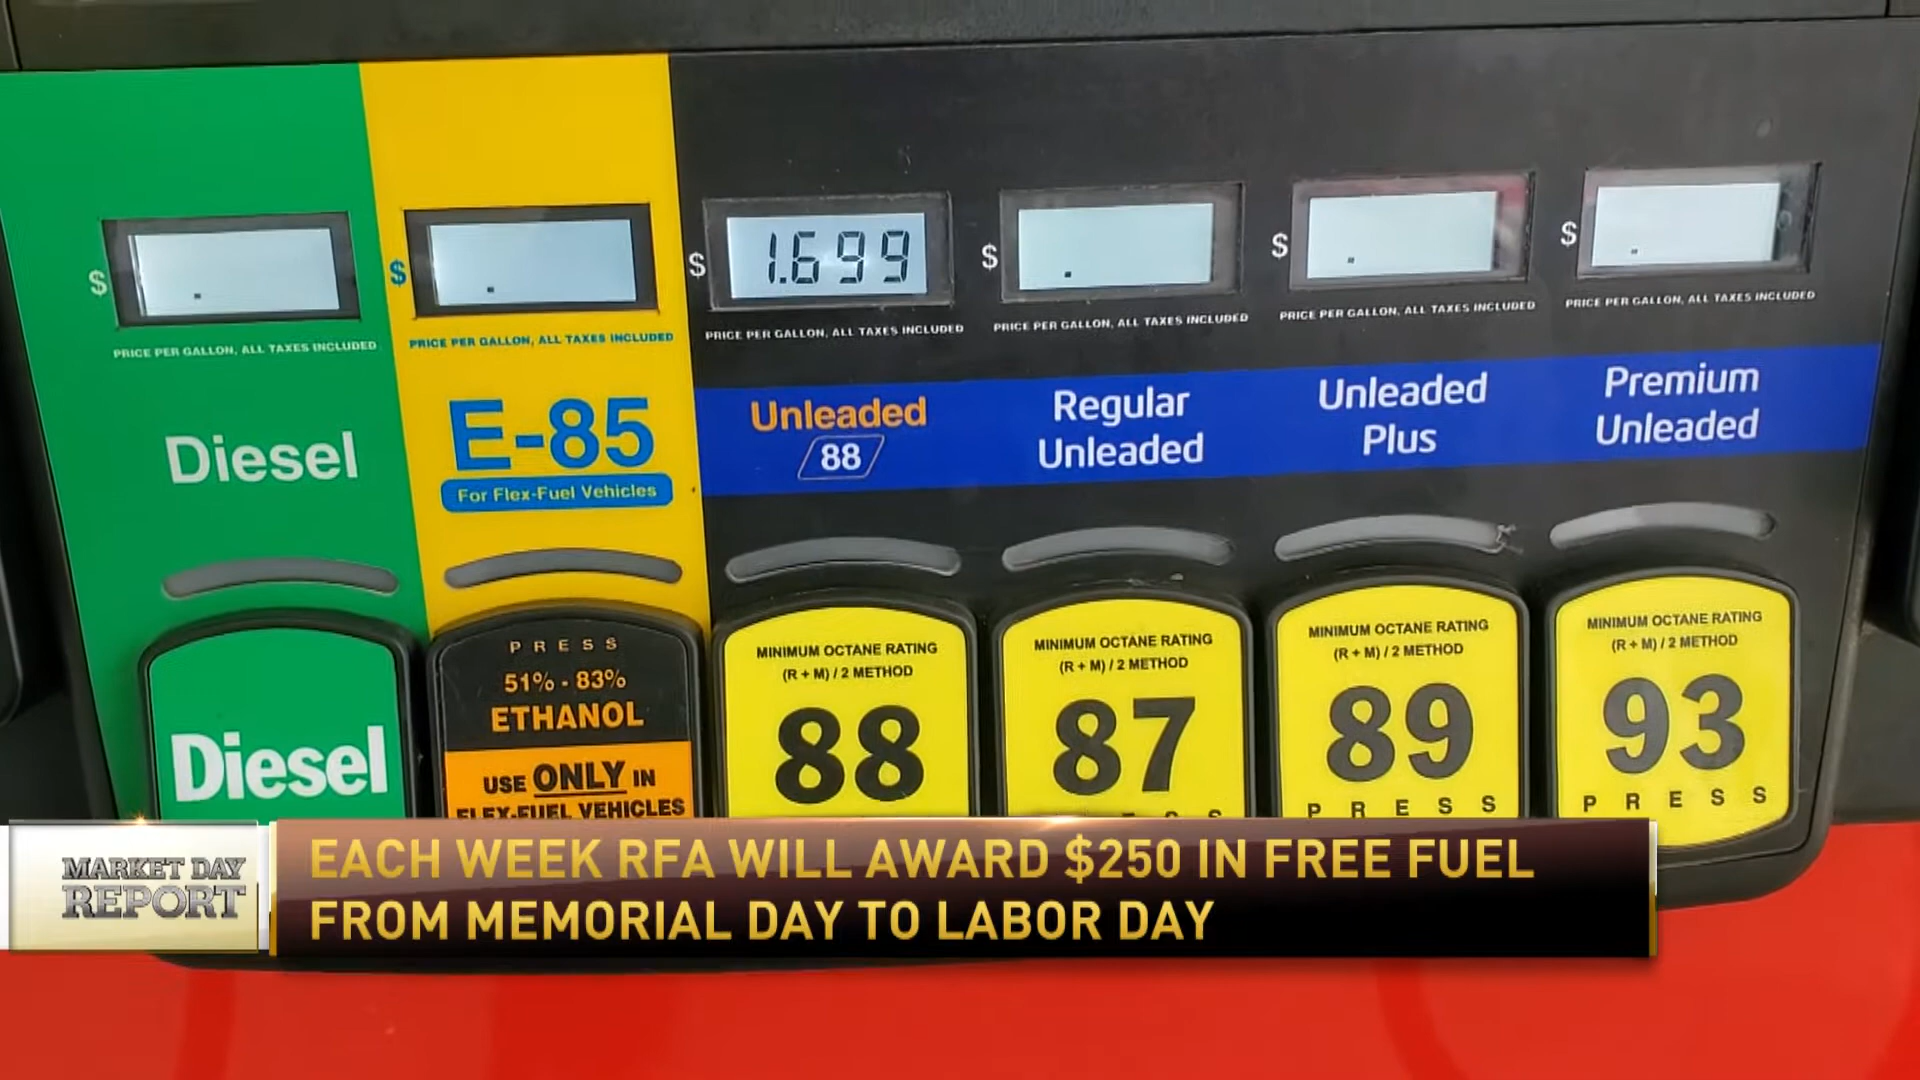 $
$
$ 1.699
$
$
$
PRICE PER GALLON, ALL TAXES INCLUDED
PRICE PER GALLON, ALL TAXES INCLUDED
PRICE PER GALLON, ALL TAXES INCLUDED
PRICE PER GALLON, ALL TAXES INCLUDED
PRICE PER GALLON, ALL TAXES INCLUDED
PRICE PER GALLON, ALL TAXES INCLUDED
Diesel
E-85
For Flex-Fuel Vehicles
Unleaded
88
Regular
Unleaded
Unleaded
Plus
Premium
Unleaded
Diesel
PRESS
51% - 83%
ETHANOL
USE ONLY IN
FLEX-FUEL VEHICLES
MINIMUM OCTANE RATING
(R + M) / 2 METHOD
88
MINIMUM OCTANE RATING
(R + M) / 2 METHOD
87
MINIMUM OCTANE RATING
(R + M) / 2 METHOD
89
PRESS
MINIMUM OCTANE RATING
(R + M) / 2 METHOD
93
PRESS
MARKET DAY
REPORT
EACH WEEK RFA WILL AWARD $250 IN FREE FUEL
FROM MEMORIAL DAY TO LABOR DAY